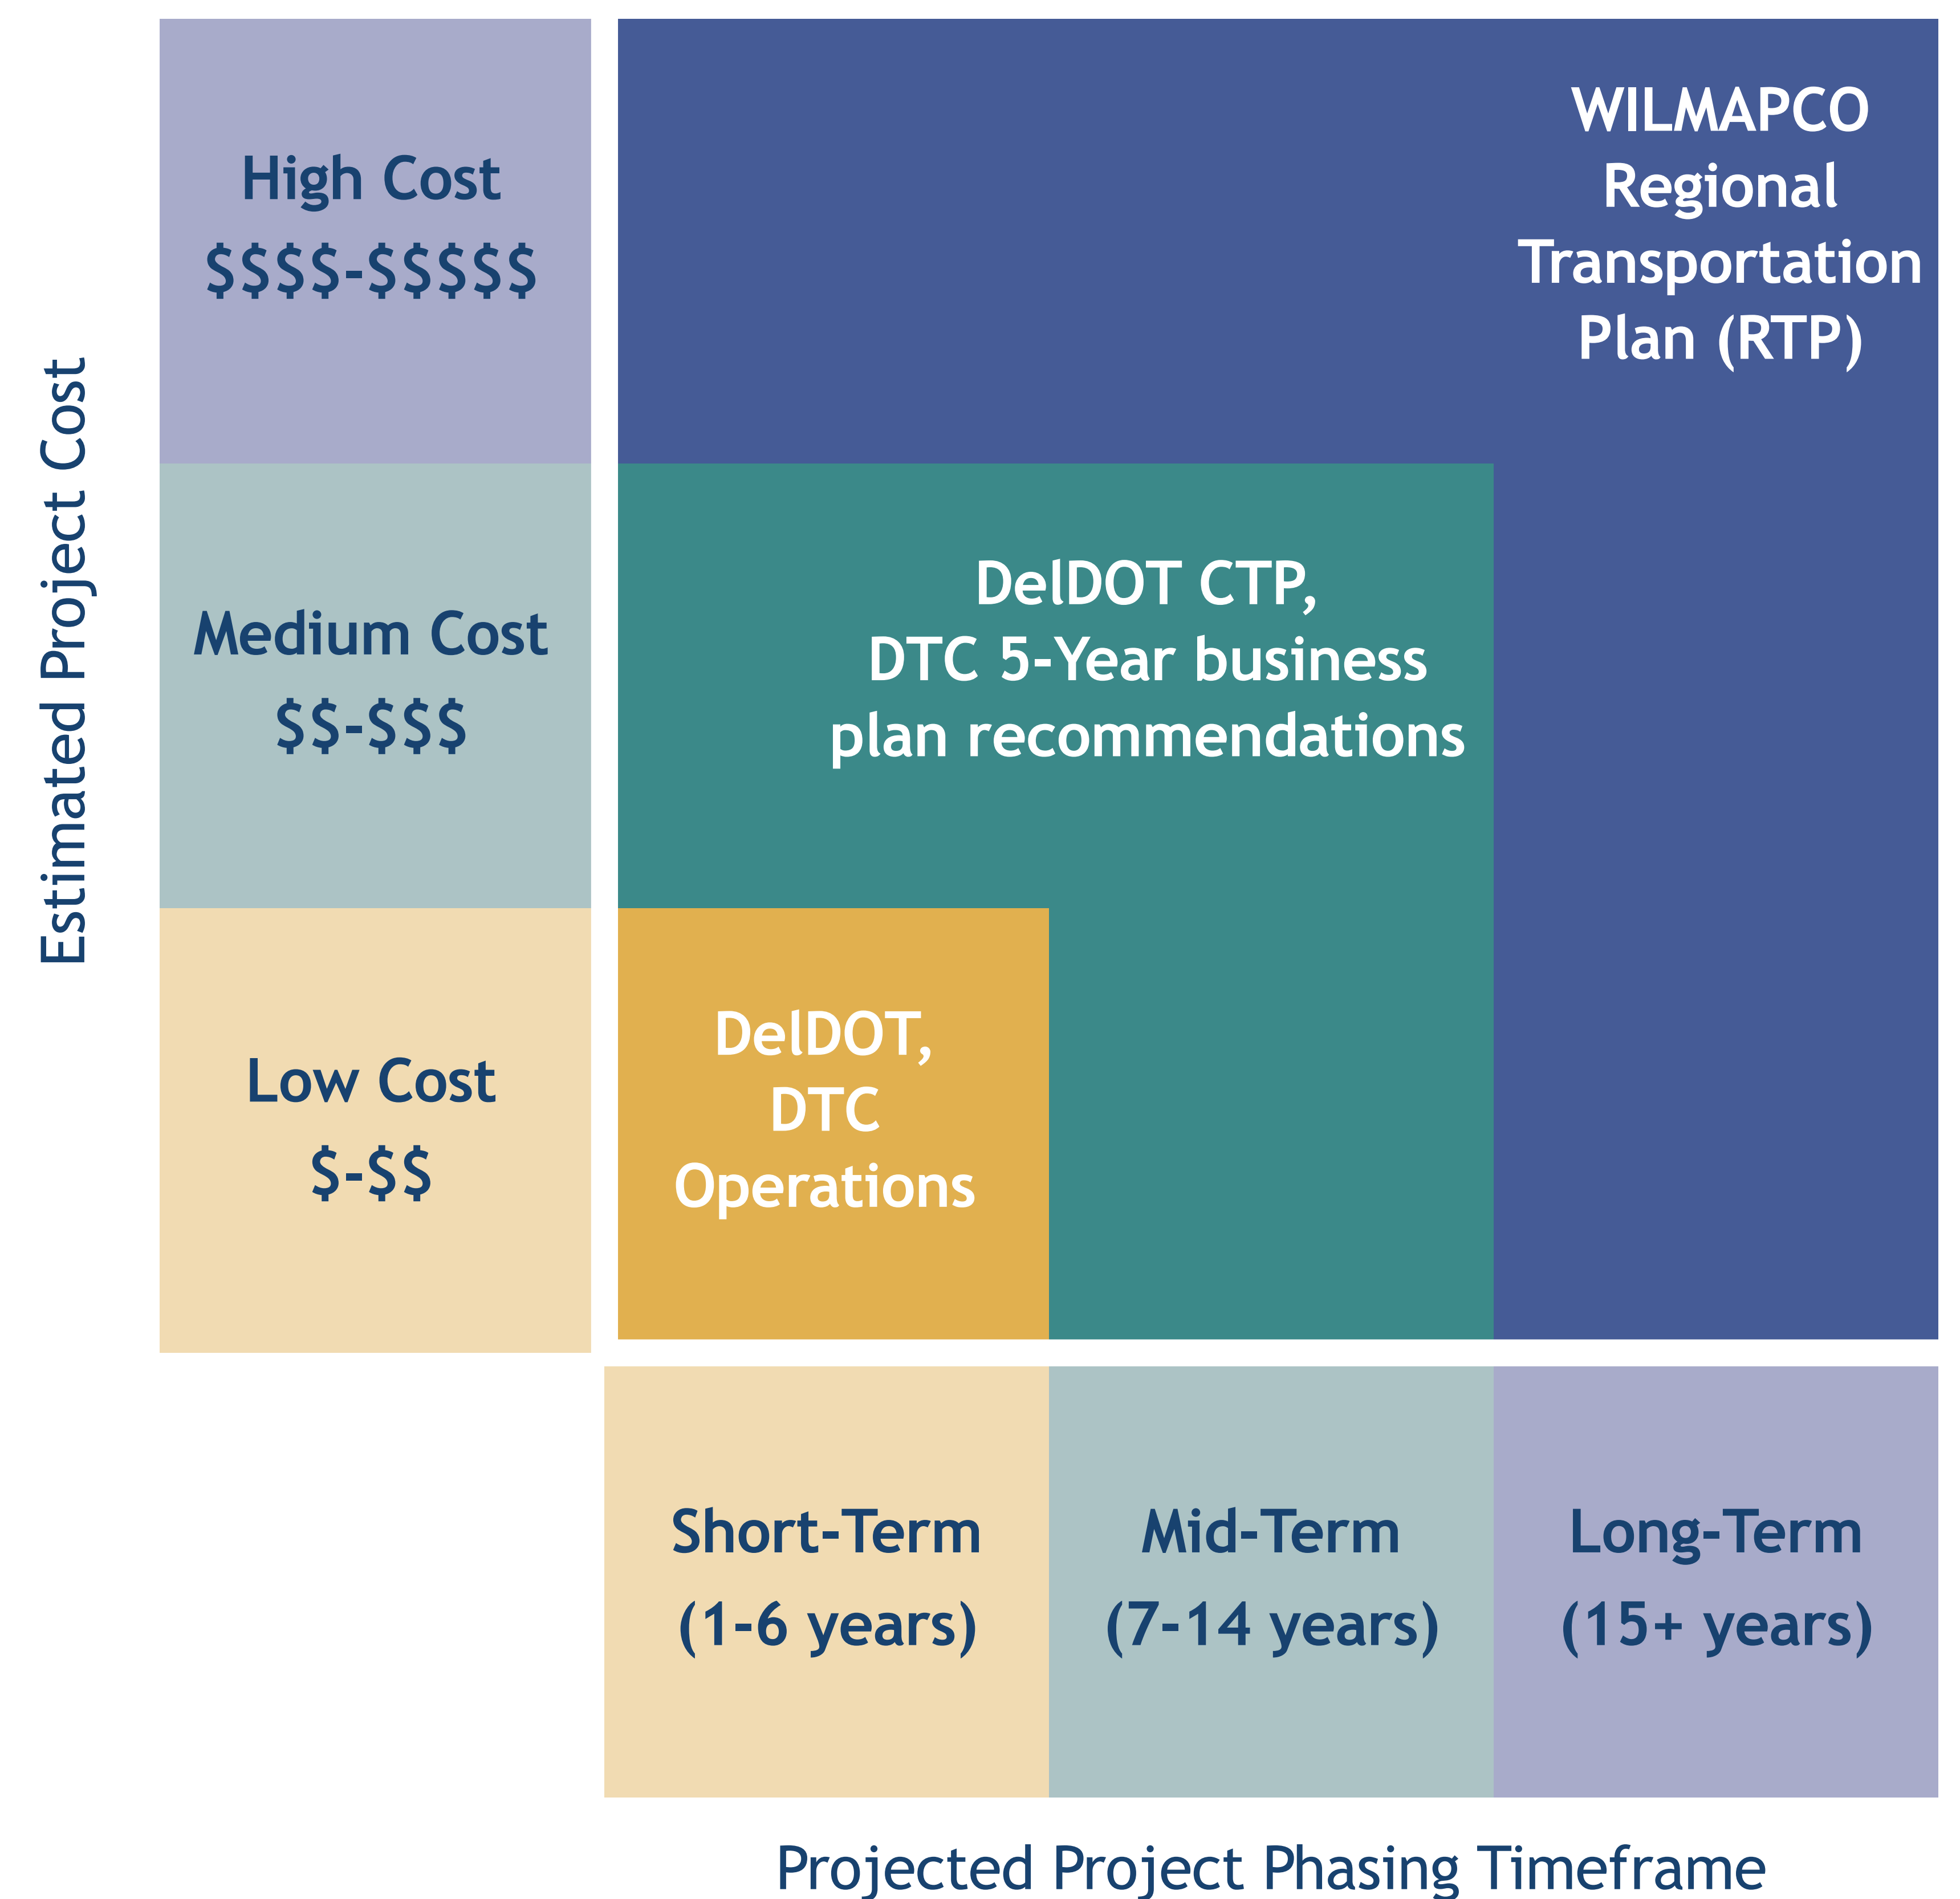 Estimated Project Cost
High Cost
$$$$-$$$$$
WILMAPCO
Regional
Transportation
Plan (RTP)
Medium Cost
$$-$$$
DelDOT CTP,
DTC 5-Year business
plan recommendations
Low Cost
$-$$
DelDOT,
DTC
Operations
Short-Term
(1-6 years)
Mid-Term
(7-14 years)
Long-Term
(15+ years)
Projected Project Phasing Timeframe